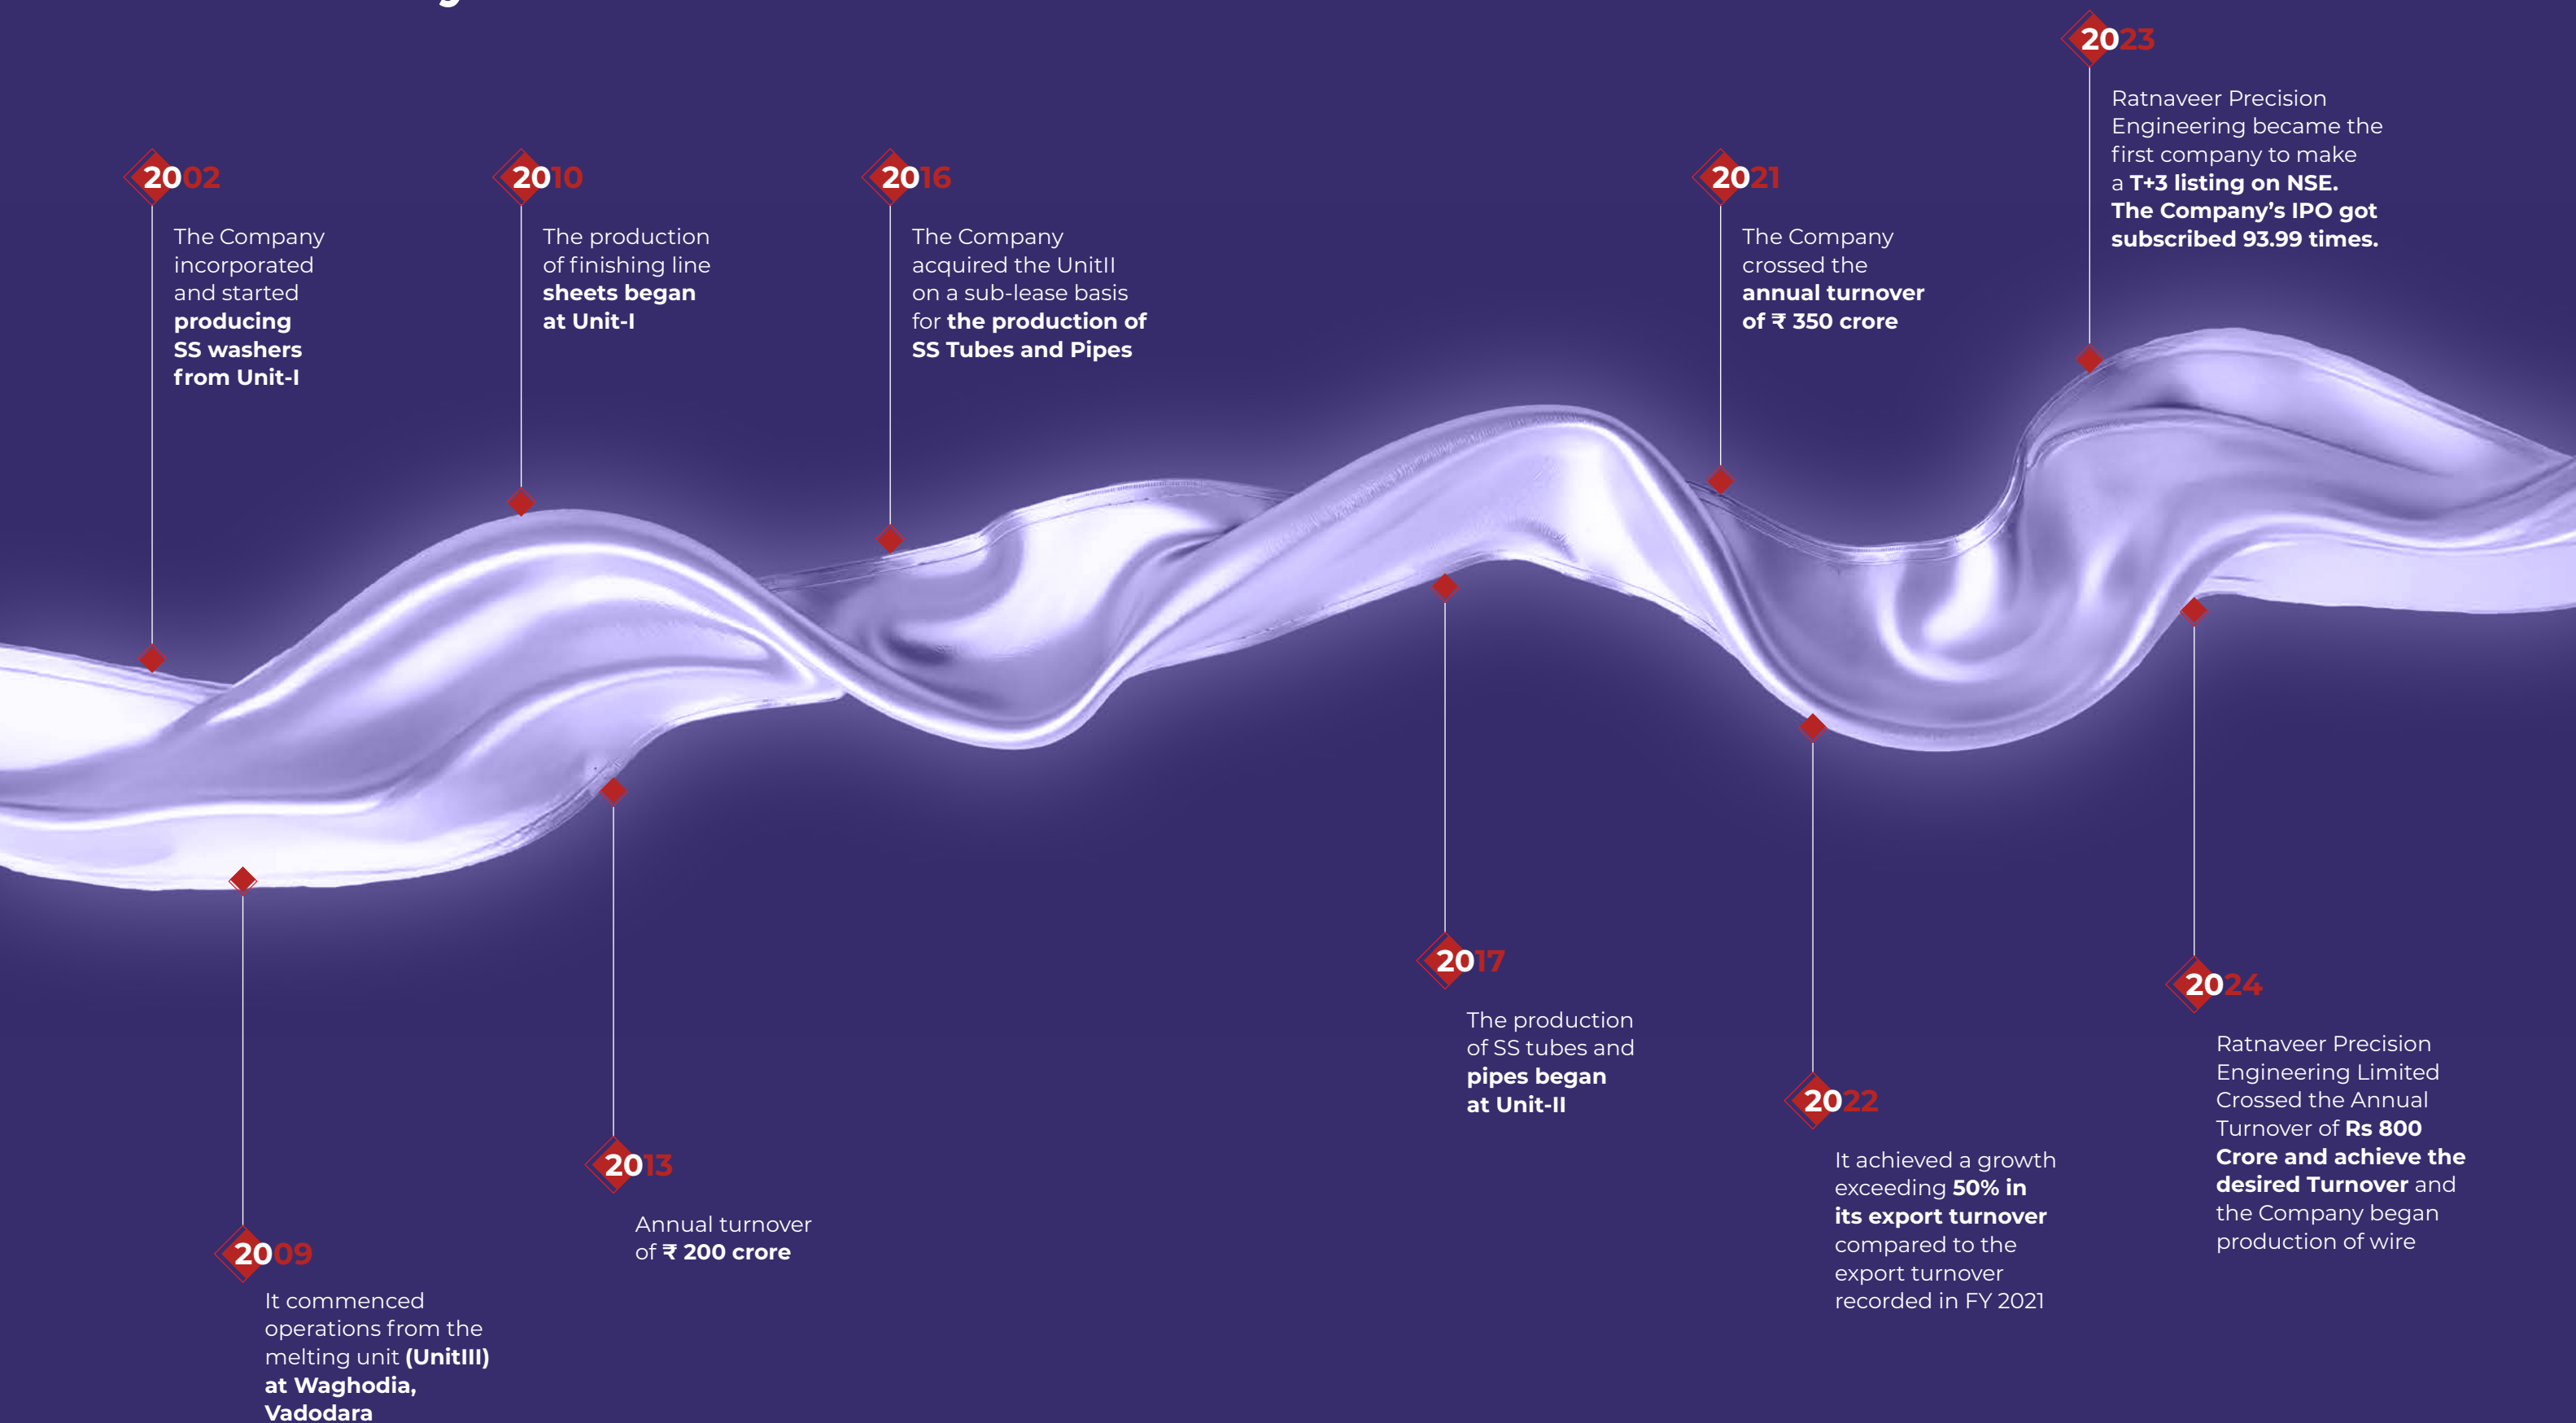 2002
The Company
incorporated
and started
producing
SS washers
from Unit-I
2009
It commenced
operations from the
melting unit (UnitIII)
at Waghodia,
Vadodara
2010
The production
of finishing line
sheets began
at Unit-I
2013
Annual turnover
of ₹ 200 crore
2016
The Company
acquired the UnitII
on a sub-lease basis
for the production of
SS Tubes and Pipes
2017
The production
of SS tubes and
pipes began
at Unit-II
2021
The Company
crossed the
annual turnover
of ₹ 350 crore
2022
It achieved a growth
exceeding 50% in
its export turnover
compared to the
export turnover
recorded in FY 2021
2023
Ratnaveer Precision
Engineering became the
first company to make
a T+3 listing on NSE.
The Company’s IPO got
subscribed 93.99 times.
2024
Ratnaveer Precision
Engineering Limited
Crossed the Annual
Turnover of Rs 800
Crore and achieve the
desired Turnover and
the Company began
production of wire